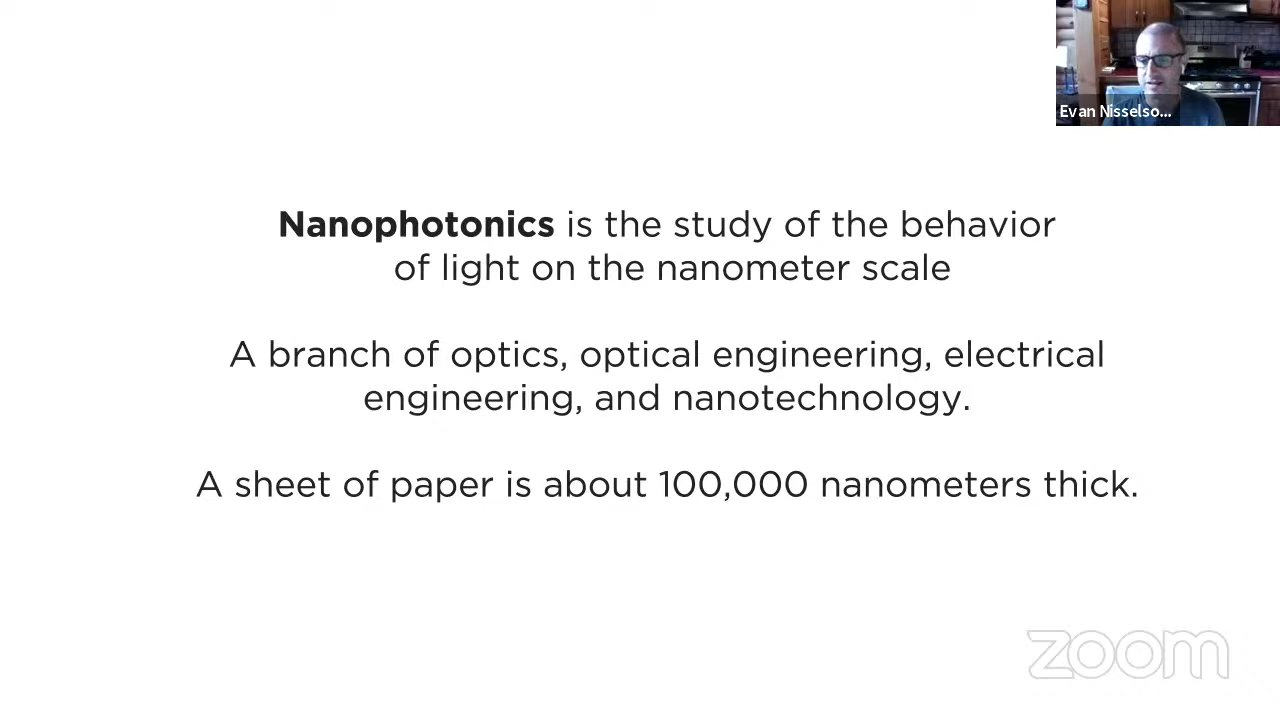 Evan Nisselso...
Nanophotonics is the study of the behavior
of light on the nanometer scale
A branch of optics, optical engineering, electrical
engineering, and nanotechnology.
A sheet of paper is about 100,000 nanometers thick.
zoom